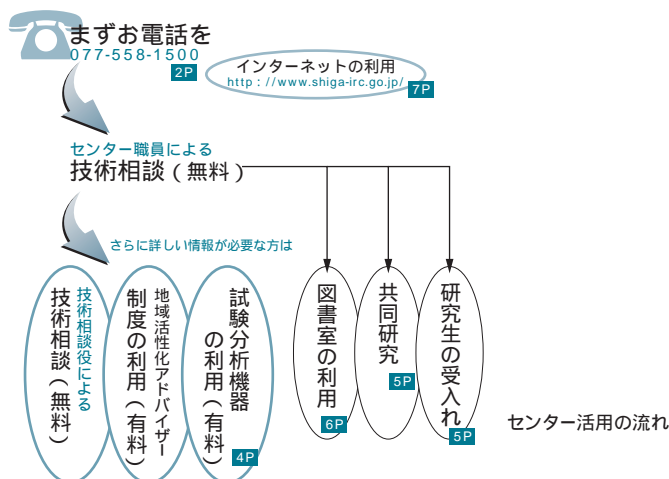 まずお電話を
077-558-1500
2P
インターネットの利用
http://www.shiga-irc.go.jp/
7P
センター職員による
技術相談(無料)
さらに詳しい情報が必要な方は
技術相談役による
技術相談(無料)
地域活性化アドバイザー
制度の利用(有料)
試験分析機器
の利用(有料)
4P
図書室の利用
6P
共同研究
5P
研究生の受入れ
5P
センター活用の流れ